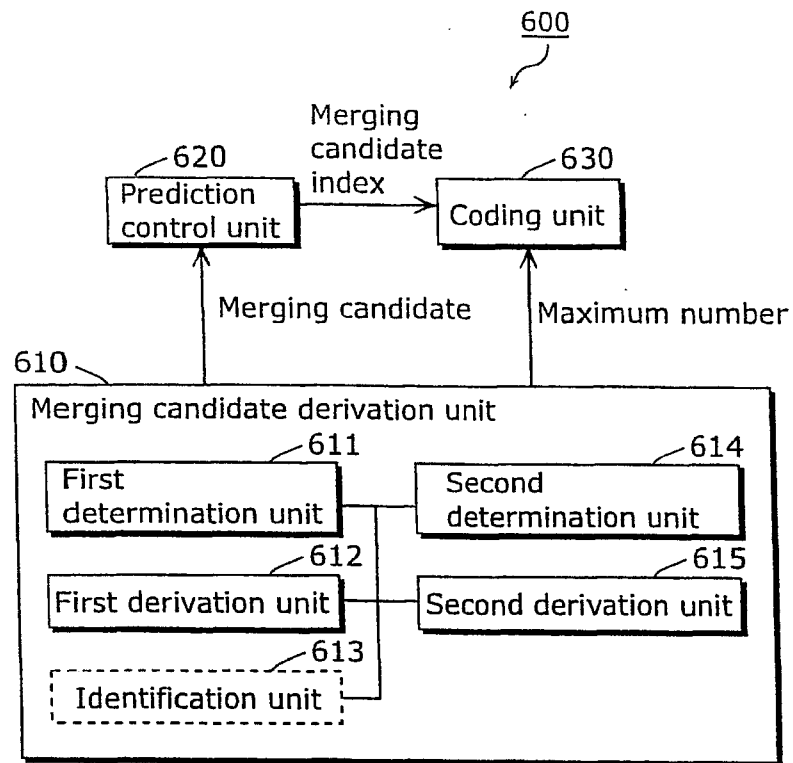 600
Merging
candidate
index
620
630
Prediction
control unit
Coding unit
Merging candidate
Maximum number
610
Merging candidate derivation unit
611
614
First
determination unit
Second
determination unit
612
615
First derivation unit
Second derivation unit
613
Identification unit